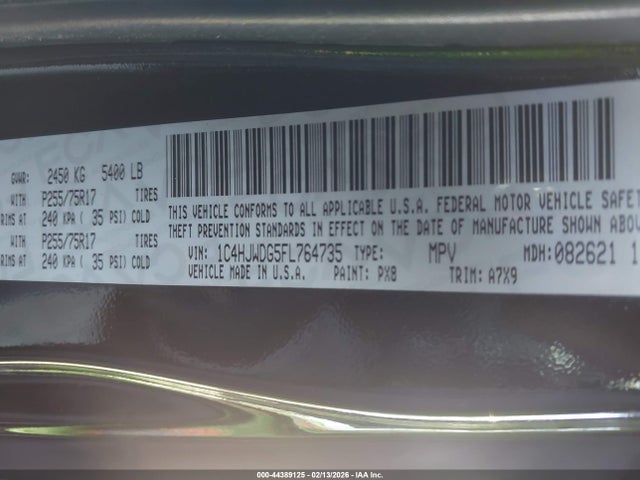 GVWR: 2450 KG 5400 LB
WITH P255/75R17 TIRES
RIMS AT 240 KPA ( 35 PSI) COLD
WITH P255/75R17 TIRES
RIMS AT 240 KPA ( 35 PSI) COLD
THIS VEHICLE CONFORMS TO ALL APPLICABLE U.S.A. FEDERAL MOTOR VEHICLE SAFET
THEFT PREVENTION STANDARDS IN EFFECT ON THE DATE OF MANUFACTURE SHOWN ABOV
VIN: 1C4HJWDG5FL764735 TYPE: MPV MDH: 082621 1
VEHICLE MADE IN U.S.A. PAINT: PX8 TRIM: A7X9
000-44389125 - 02/13/2026 - IAA Inc.